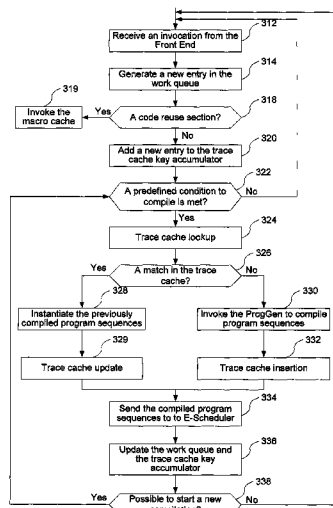 312
Receive an invocation from the
Front End
314
Generate a new entry in the
work queue
319
318
Invoke the
macro cache
Yes
A code reuse section?
No
320
Add a new entry to the trace
cache key accumulator
322
A predefined condition to
compile is met?
No
Yes
324
Trace cache lookup
326
Yes
A match in the trace
cache?
No
328
330
Instantiate the previously
compiled program sequences
Invoke the ProgGen to compile
program sequences
329
332
Trace cache update
Trace cache insertion
334
Send the compiled program
sequences to to E-Scheduler
336
Update the work queue and
the trace cache key
accumulator
338
Yes
Possible to start a new
No